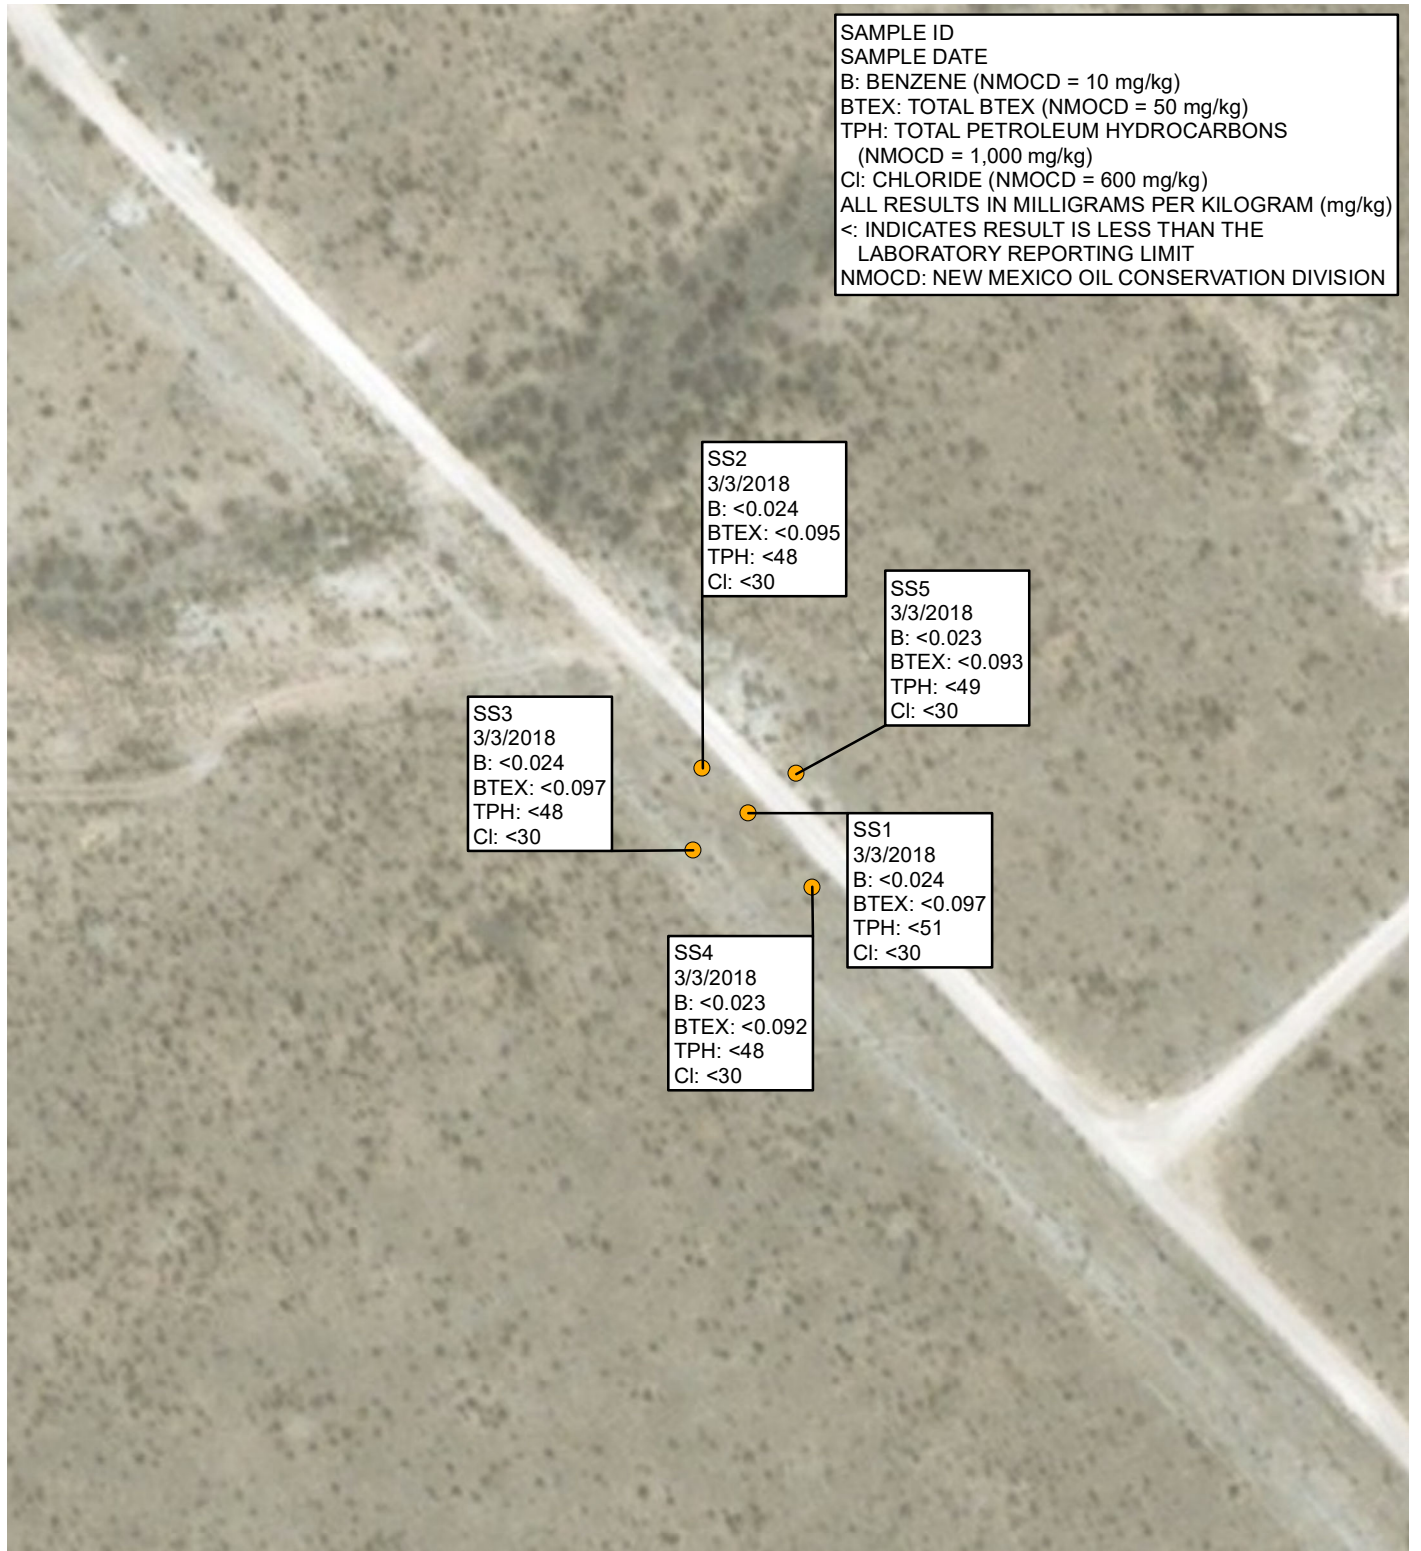 SAMPLE ID
SAMPLE DATE
B: BENZENE (NMOCD = 10 mg/kg)
BTEX: TOTAL BTEX (NMOCD = 50 mg/kg)
TPH: TOTAL PETROLEUM HYDROCARBONS
(NMOCD = 1,000 mg/kg)
Cl: CHLORIDE (NMOCD = 600 mg/kg)
ALL RESULTS IN MILLIGRAMS PER KILOGRAM (mg/kg)
<: INDICATES RESULT IS LESS THAN THE
LABORATORY REPORTING LIMIT
NMOCD: NEW MEXICO OIL CONSERVATION DIVISION
SS2
3/3/2018
B: <0.024
BTEX: <0.095
TPH: <48
Cl: <30
SS5
3/3/2018
B: <0.023
BTEX: <0.093
TPH: <49
Cl: <30
SS3
3/3/2018
B: <0.024
BTEX: <0.097
TPH: <48
Cl: <30
SS1
3/3/2018
B: <0.024
BTEX: <0.097
TPH: <51
Cl: <30
SS4
3/3/2018
B: <0.023
BTEX: <0.092
TPH: <48
Cl: <30